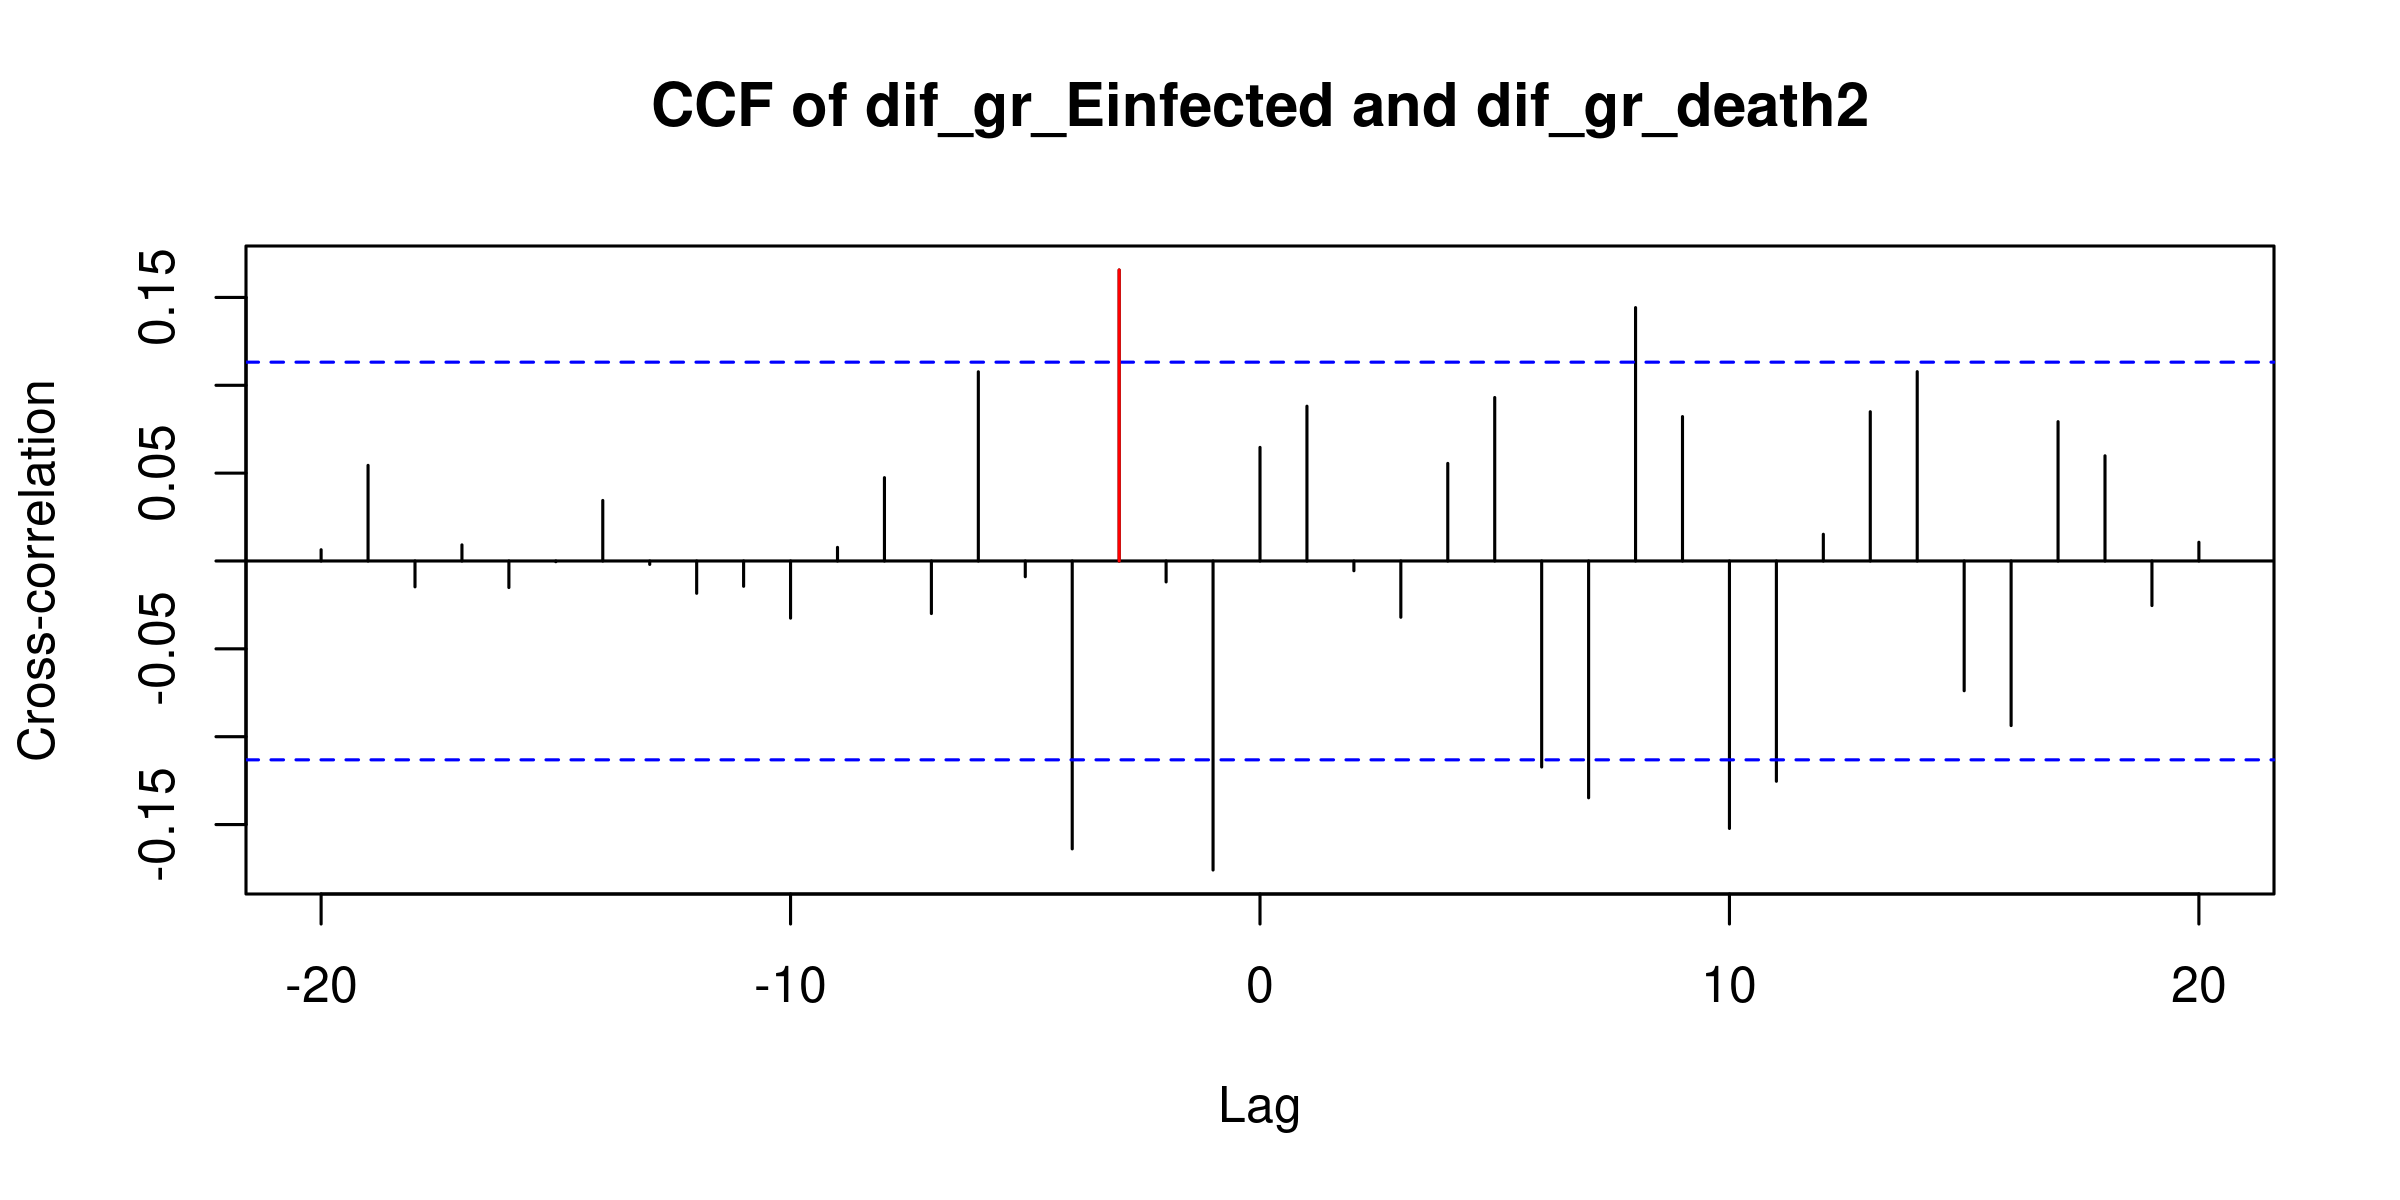 CCF of dif_gr_Einfected and dif_gr_death2
Cross-correlation
0.15
0.05
-0.05
-0.15
-20 -10 0 10 20
Lag